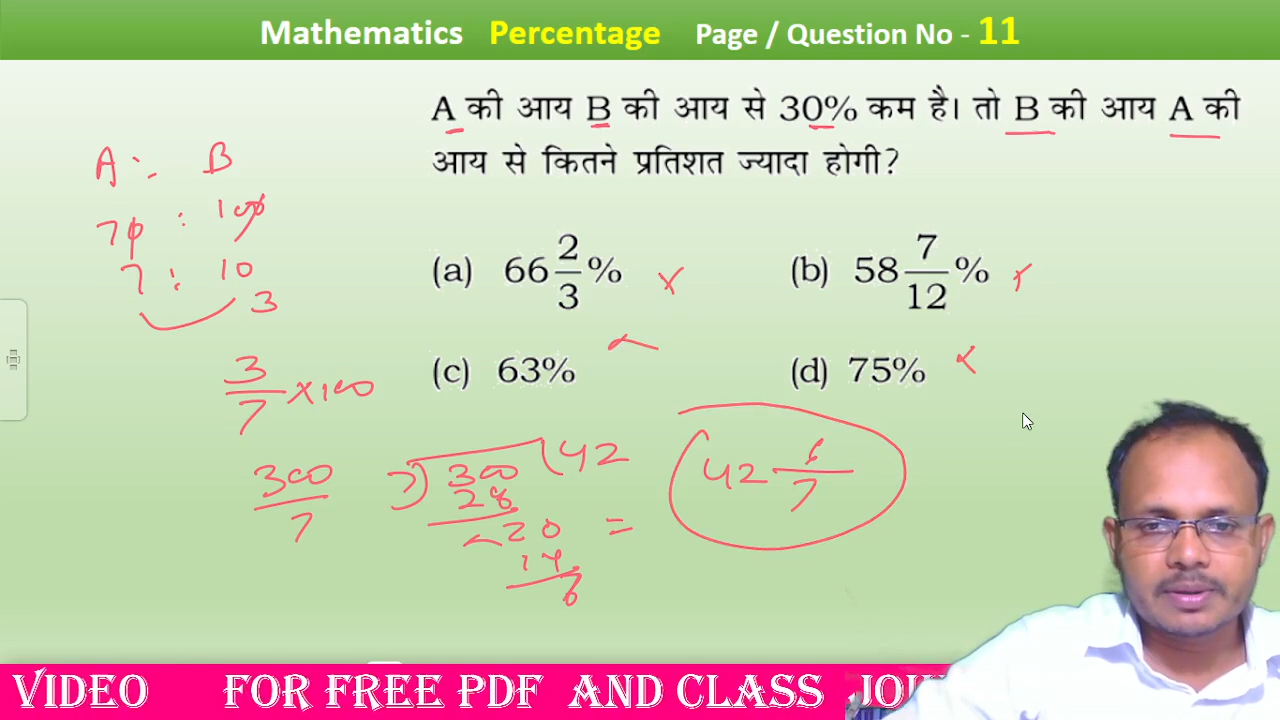 Mathematics Percentage Page / Question No - 11
A की आय B की आय से 30% कम है। तो B की आय A की
आय से कितने प्रतिशत ज्यादा होगी?
(a) 66 2/3 %
(b) 58 7/12 %
(c) 63%
(d) 75%
A : B
70 : 100
7 : 10
3
3/7 × 100
300/7
7) 300 (42
28
20
14
6
= 42 6/7
VIDEO FOR FREE PDF AND CLASS JOIN